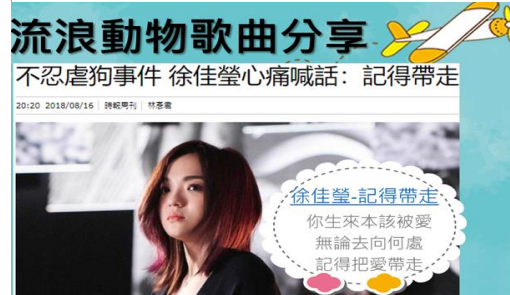 流浪動物歌曲分享
不忍虐狗事件 徐佳瑩心痛喊話：記得帶走
20:20 2018/08/16 | 時報周刊 | 林彥君
徐佳瑩-記得帶走
你生來本該被愛
無論去向何處
記得把愛帶走